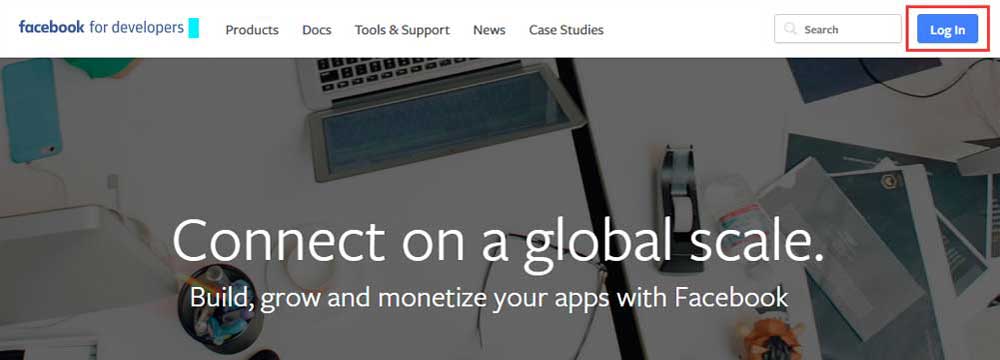 facebook for developers Products Docs Tools & Support News Case Studies Search Log In
Connect on a global scale.
Build, grow and monetize your apps with Facebook